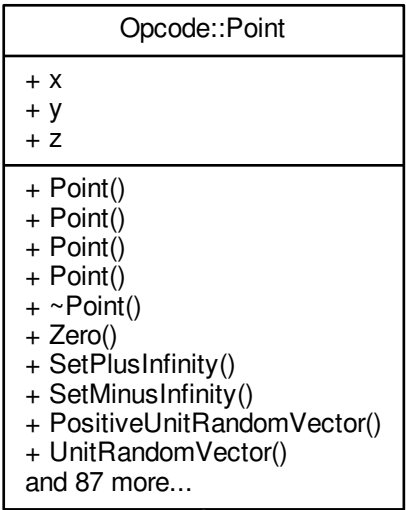 Opcode::Point
+ x
+ y
+ z
+ Point()
+ Point()
+ Point()
+ Point()
+ ~Point()
+ Zero()
+ SetPlusInfinity()
+ SetMinusInfinity()
+ PositiveUnitRandomVector()
+ UnitRandomVector()
and 87 more...